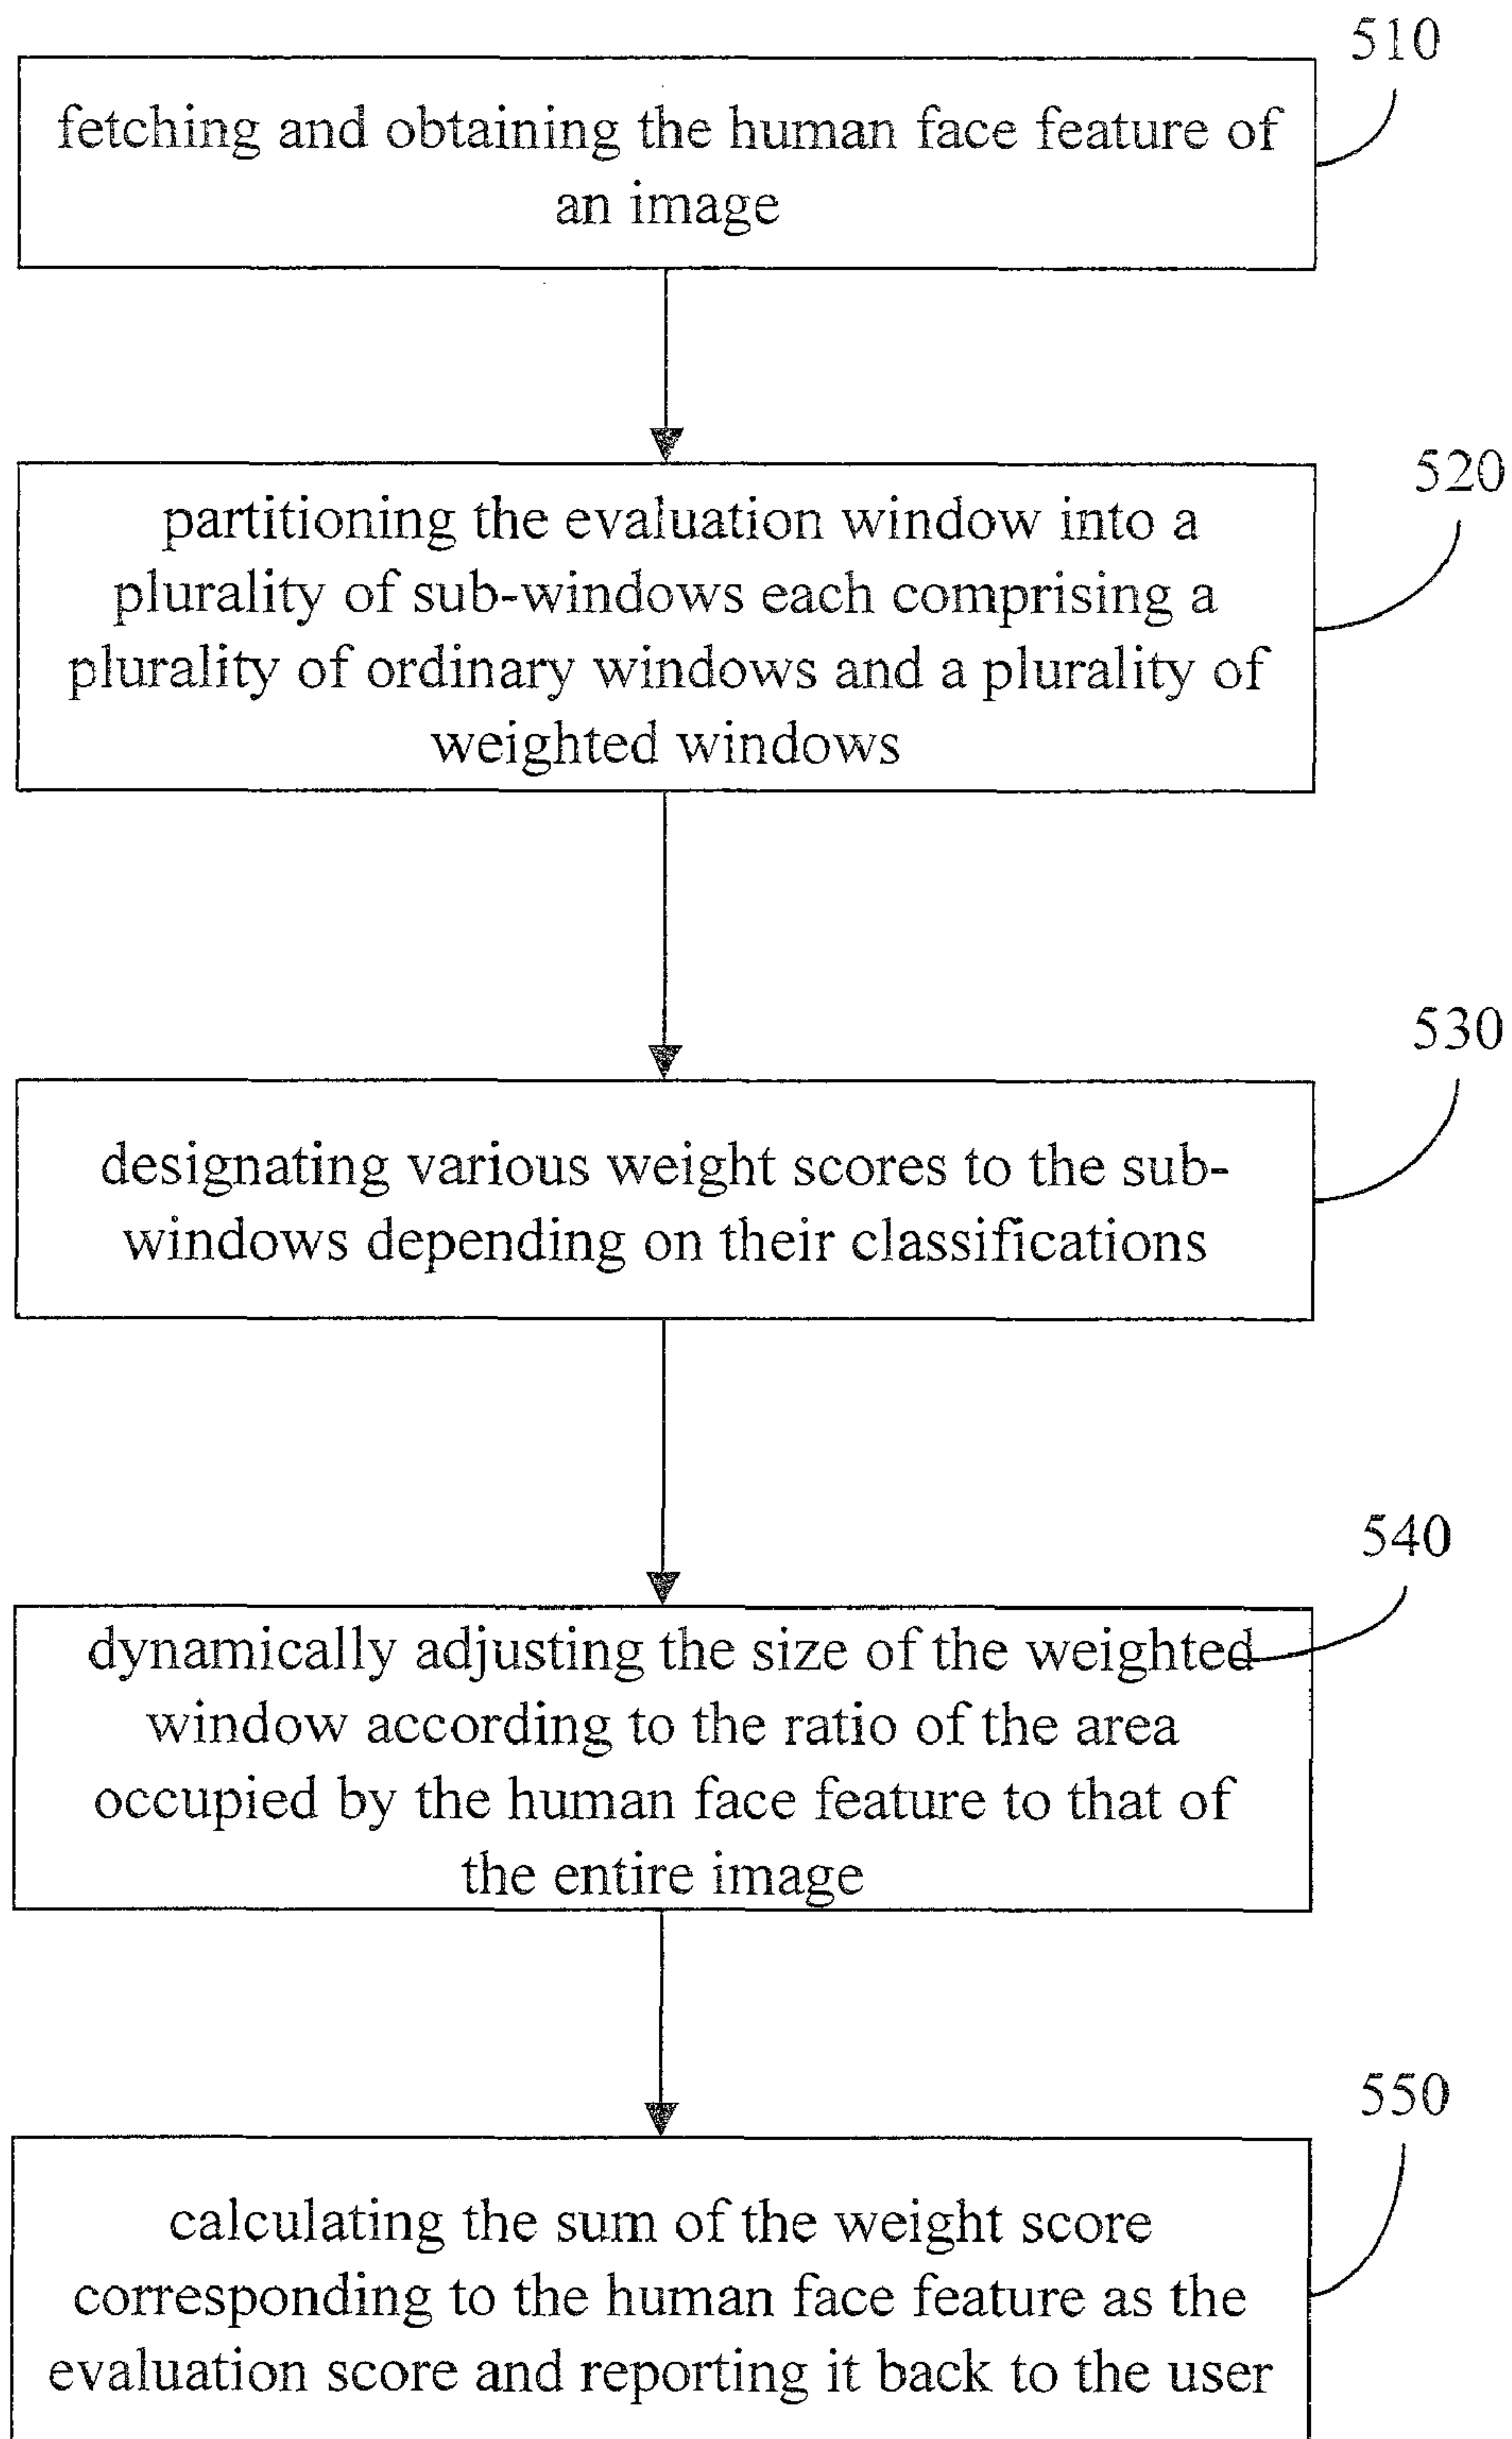 510
fetching and obtaining the human face feature of
an image
520
partitioning the evaluation window into a
plurality of sub-windows each comprising a
plurality of ordinary windows and a plurality of
weighted windows
530
designating various weight scores to the sub-
windows depending on their classifications
540
dynamically adjusting the size of the weighted
window according to the ratio of the area
occupied by the human face feature to that of
the entire image
550
calculating the sum of the weight score
corresponding to the human face feature as the
evaluation score and reporting it back to the user